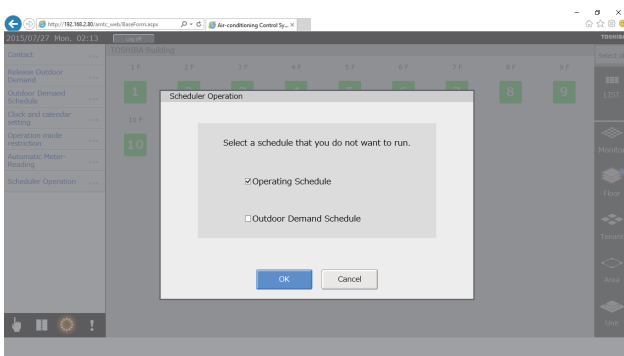 http://192.168.2.80/amtc_web/BaseForm.aspx
Air-conditioning Control Sy...
2015/07/27 Mon. 02:13
Log off
TOSHIBA
Contact ...
TOSHIBA Building
Select all
1 F 2 F 3 F 4 F 5 F 6 F 7 F 8 F 9 F
Release Outdoor
Demand ...
1 8 9
LIST
Outdoor Demand
Schedule ...
Clock and calendar
setting ...
10 F
Operation mode
restriction ...
10
Automatic Meter-
Reading ...
Scheduler Operation ...
Scheduler Operation
Select a schedule that you do not want to run.
Operating Schedule
Outdoor Demand Schedule
OK Cancel
Monitor
Floor
Tenant
Area
Unit